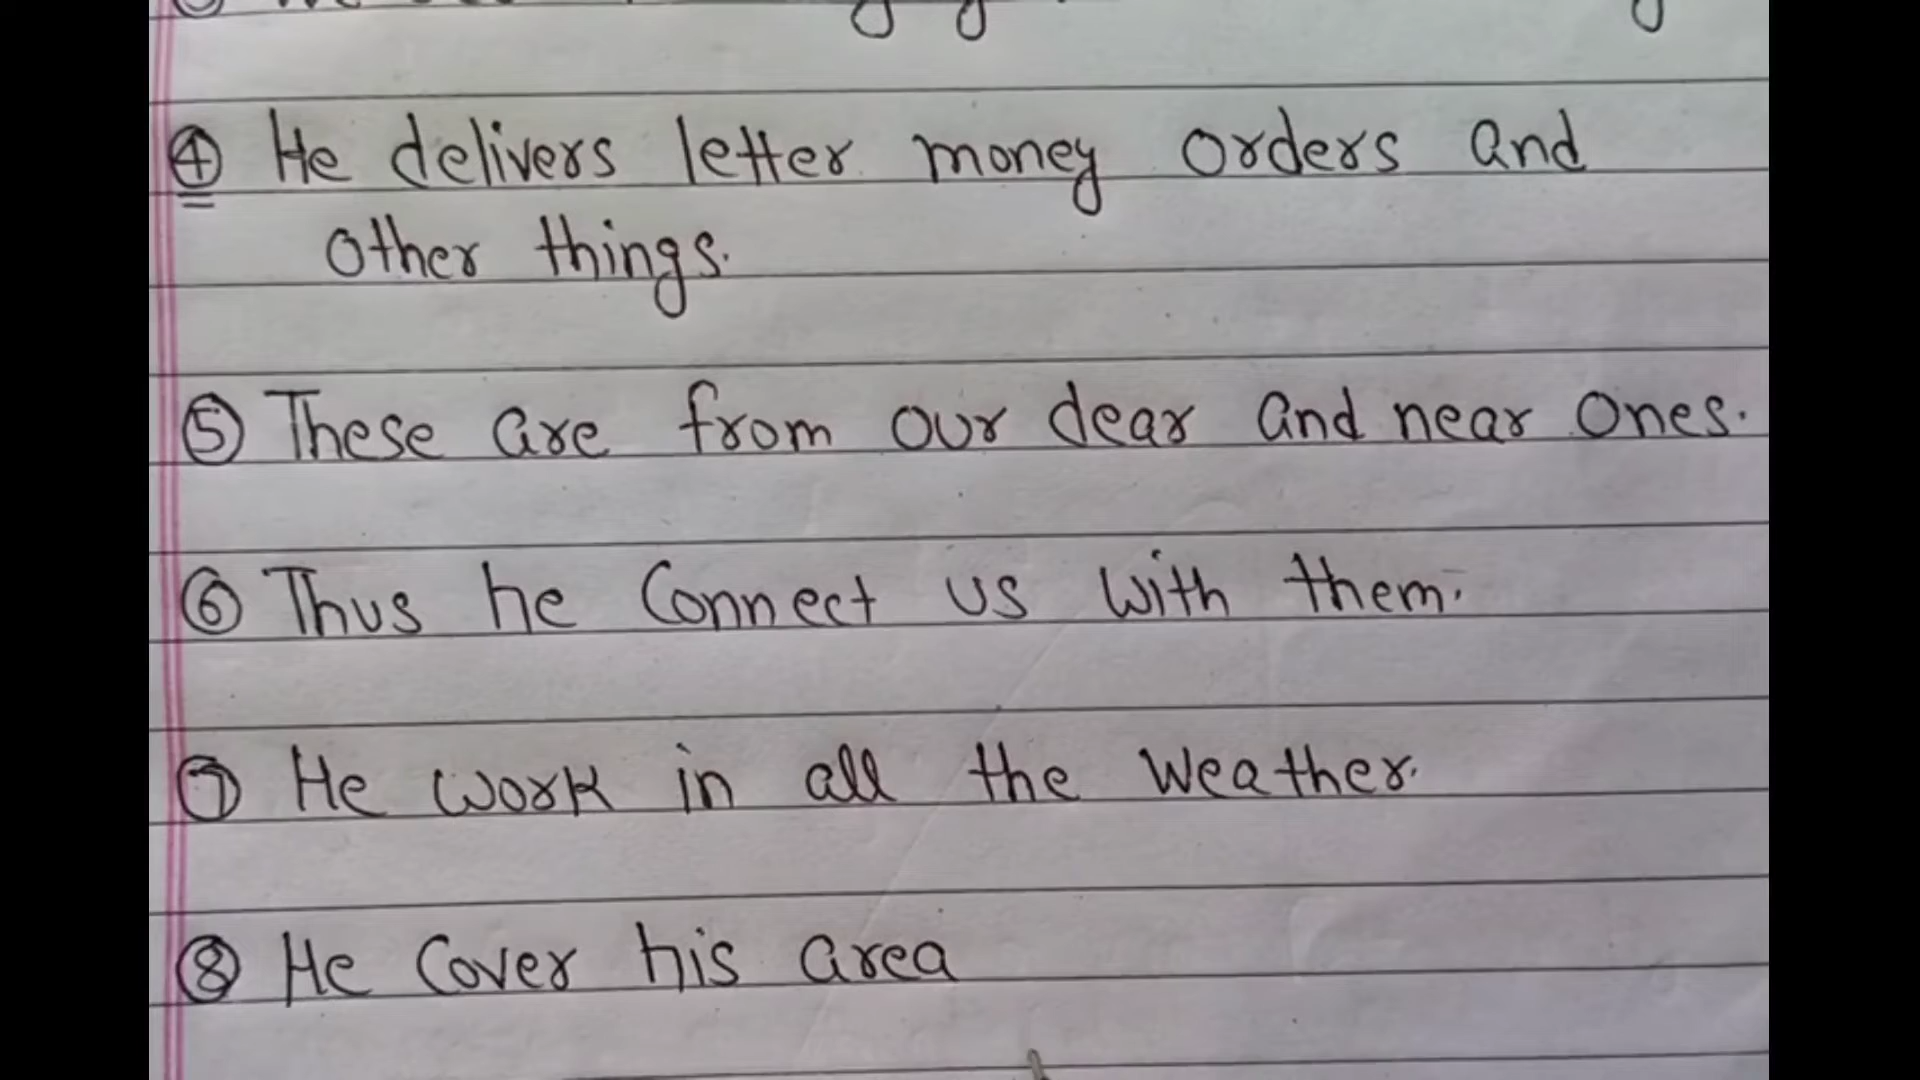 ④ He delivers letter money orders and
other things.
⑤ These are from our dear and near ones.
⑥ Thus he connect us with them.
⑦ He work in all the weather.
⑧ He cover his area